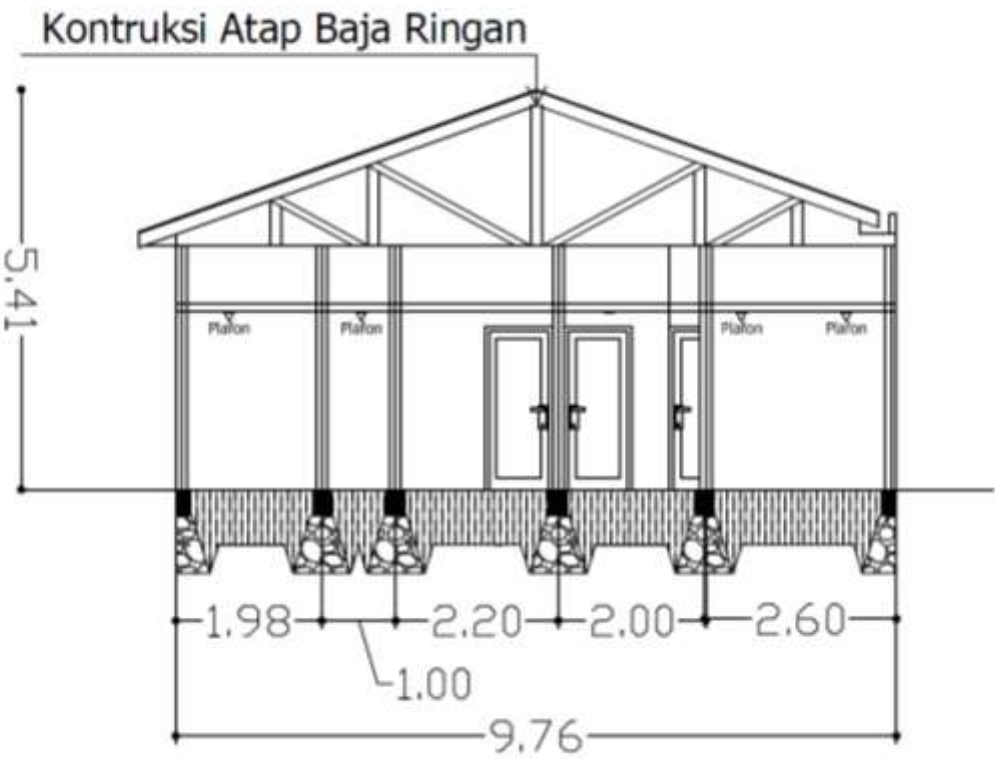 Kontruksi Atap Baja Ringan
5.41
Plafon
Plafon
Plafon
Plafon
1.98
2.20
2.00
2.60
1.00
9.76